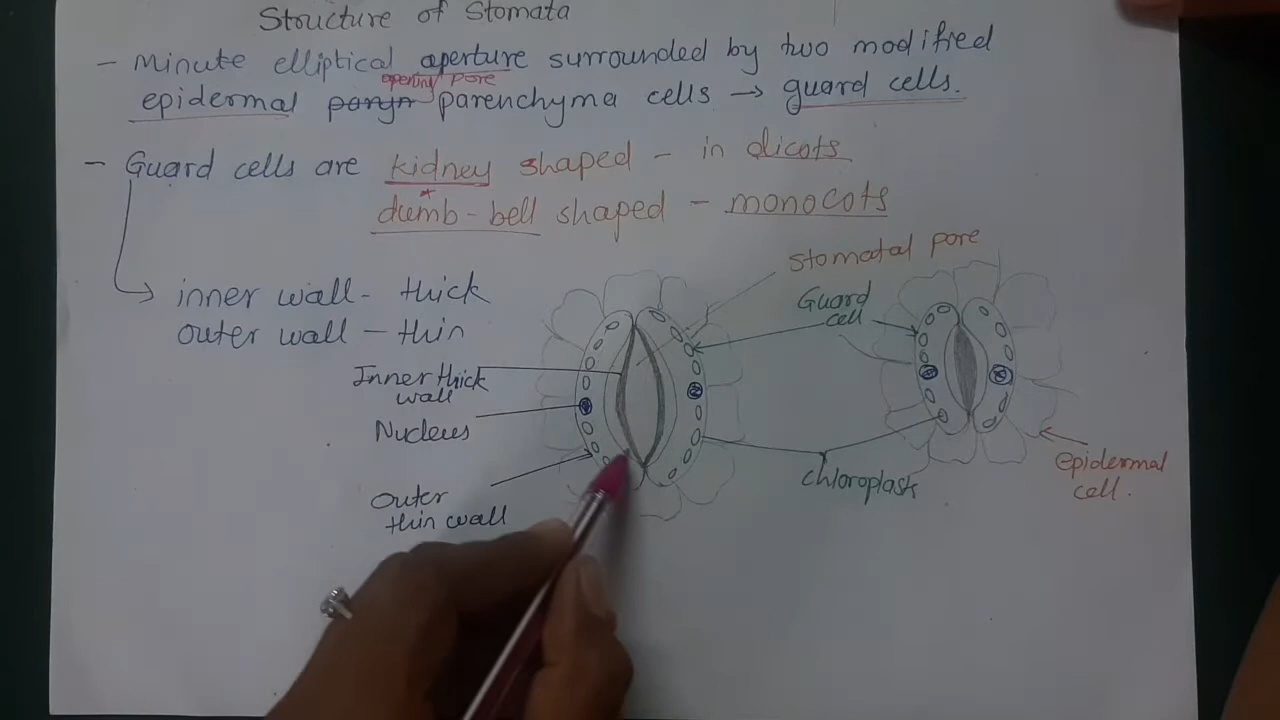 Structure of Stomata
- Minute elliptical aperture surrounded by two modified
opening pore
epidermal parenchyma cells → guard cells.
- Guard cells are kidney shaped - in dicots
dumb-bell shaped - monocots
Stomatal pore
inner wall - thick
Guard cell
outer wall - thin
Inner thick wall
Nucleus
epidermal cell.
chloroplast
Outer thin wall